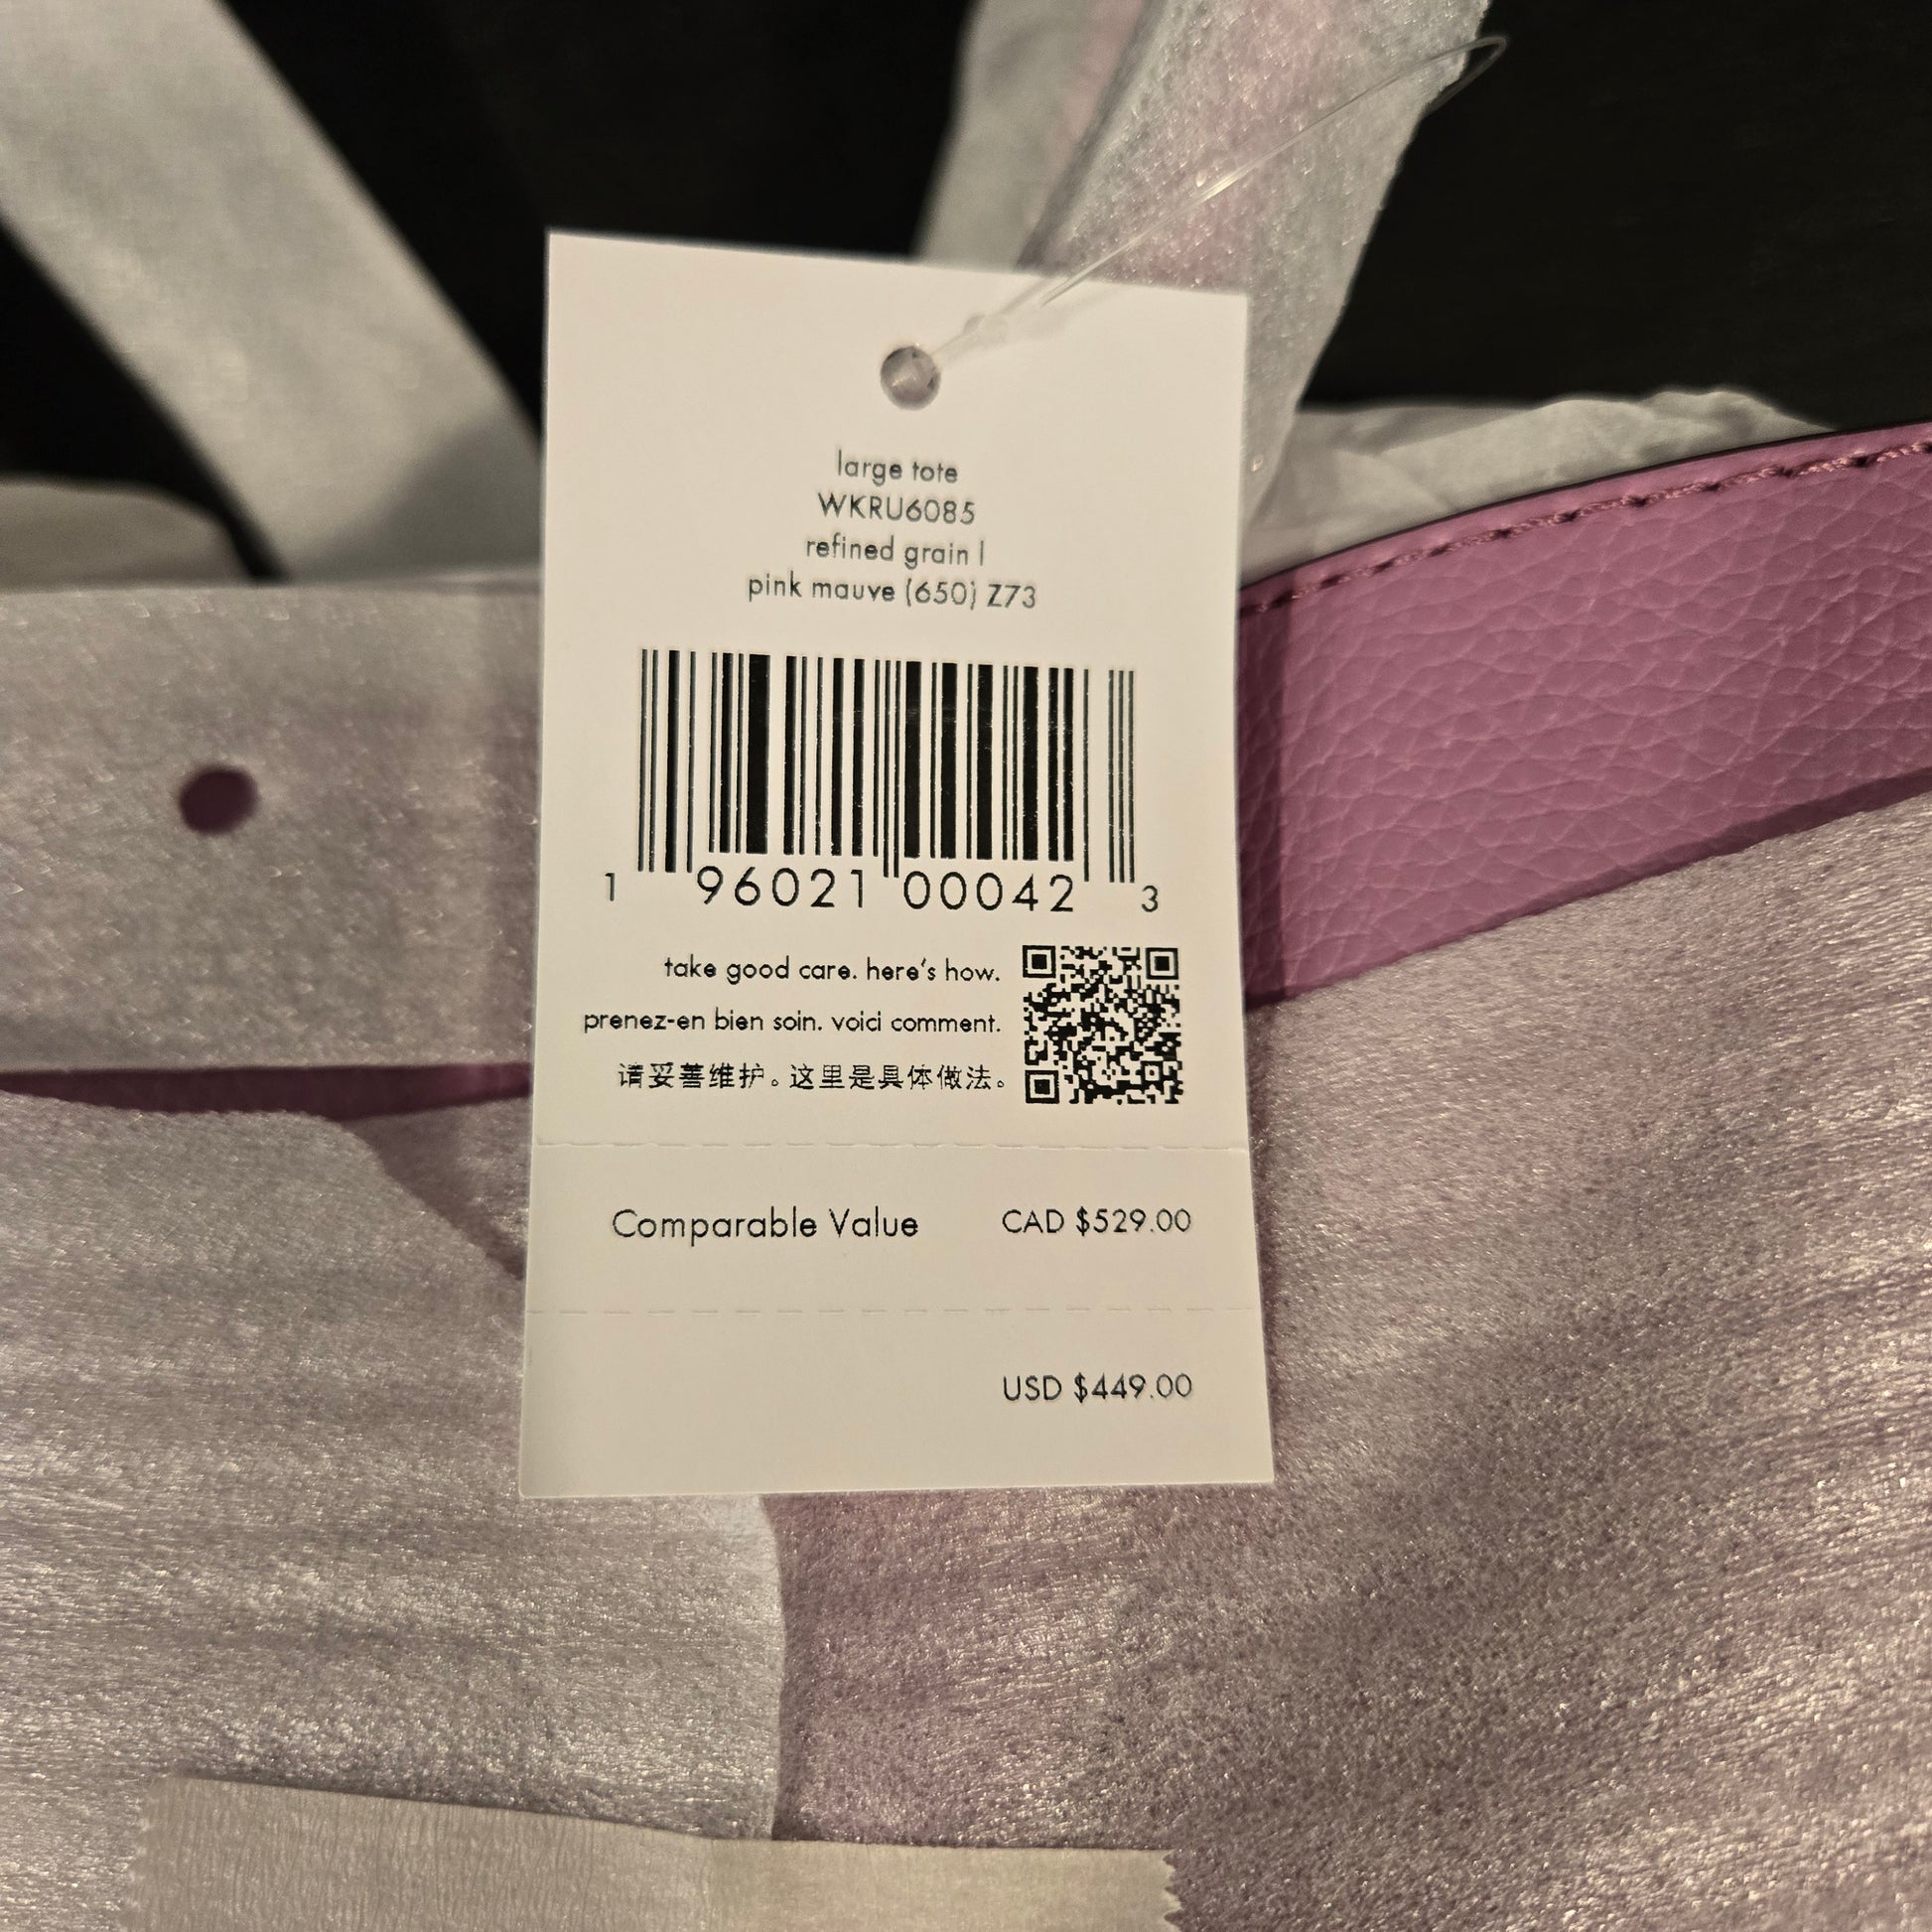 large tote
WKRU6085
refined grain l
pink mauve (650) Z73
1 96021 00042 3
take good care. here's how.
prenez-en bien soin. voici comment.
请妥善维护。这里是具体做法。
Comparable Value CAD $529.00
USD $449.00